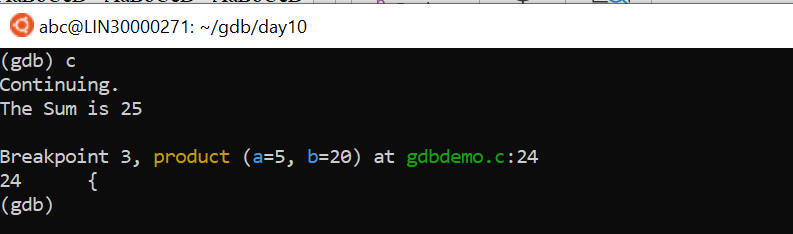 abc@LIN30000271: ~/gdb/day10
(gdb) c
Continuing.
The Sum is 25
Breakpoint 3, product (a=5, b=20) at gdbdemo.c:24
24      {
(gdb)